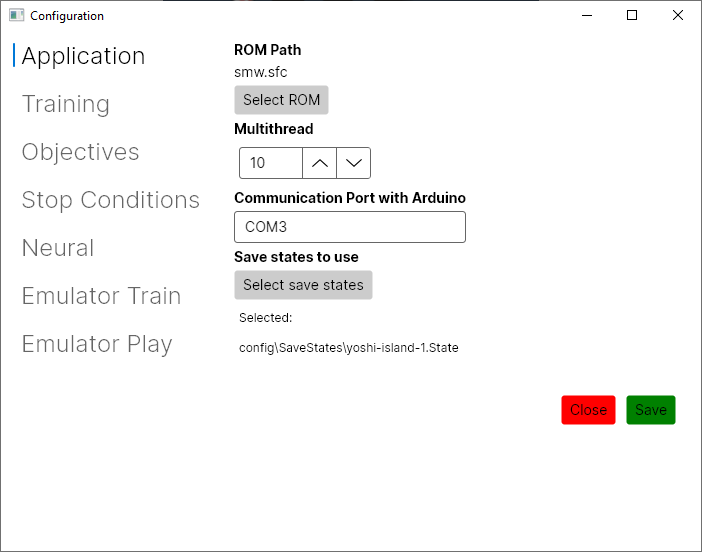 Configuration
Application
Training
Objectives
Stop Conditions
Neural
Emulator Train
Emulator Play
ROM Path
smw.sfc
Select ROM
Multithread
10
Communication Port with Arduino
COM3
Save states to use
Select save states
Selected:
config\SaveStates\yoshi-island-1.State
Close
Save